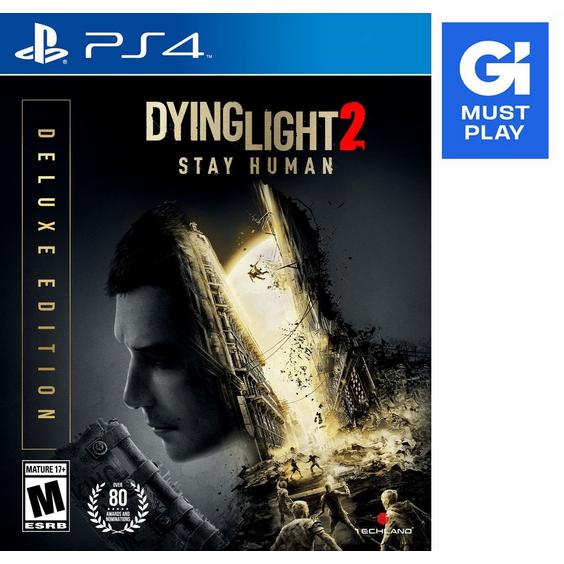 PS4
GI
MUST
PLAY
DYING LIGHT 2
STAY HUMAN
DELUXE EDITION
MATURE 17+
M
ESRB
OVER
80
AWARDS AND
NOMINATIONS
TECHLAND